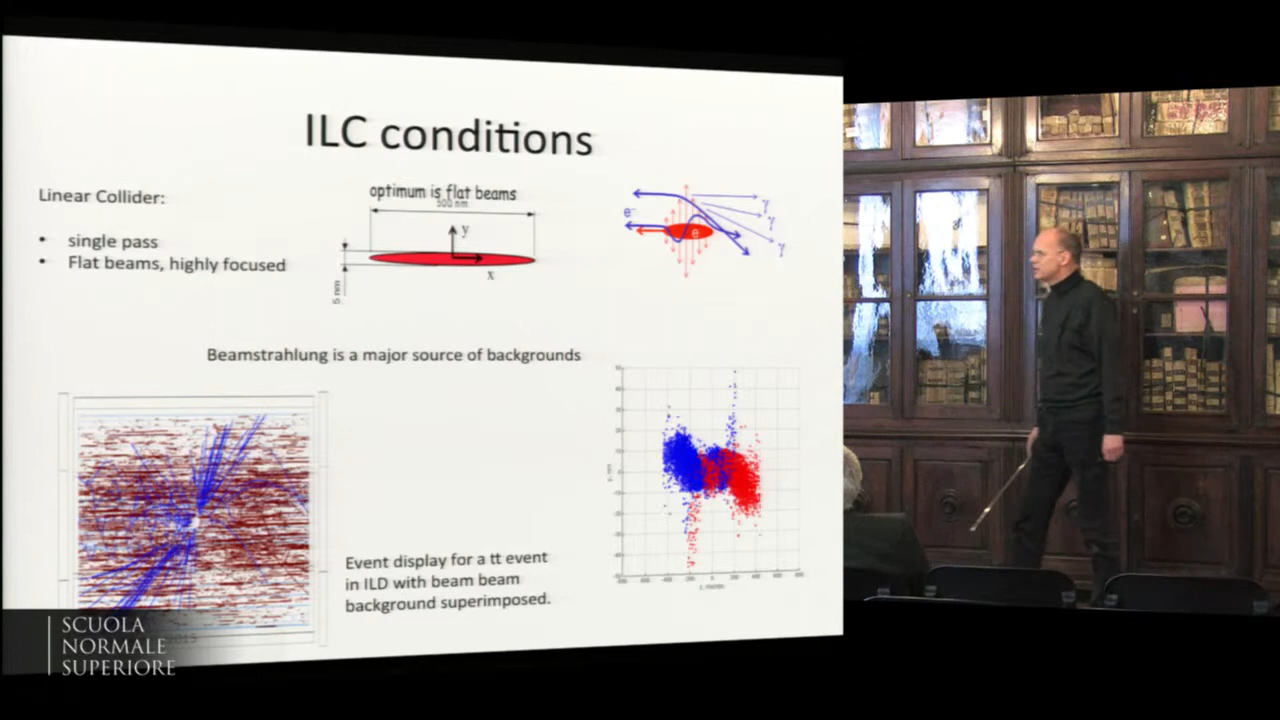 ILC conditions
Linear Collider:
• single pass
• Flat beams, highly focused
optimum is flat beams
500 nm
y
x
5 nm
e⁻
e
γ
γ
γ
Beamstrahlung is a major source of backgrounds
Event display for a tt event
in ILD with beam beam
background superimposed.
SCUOLA
NORMALE
SUPERIORE